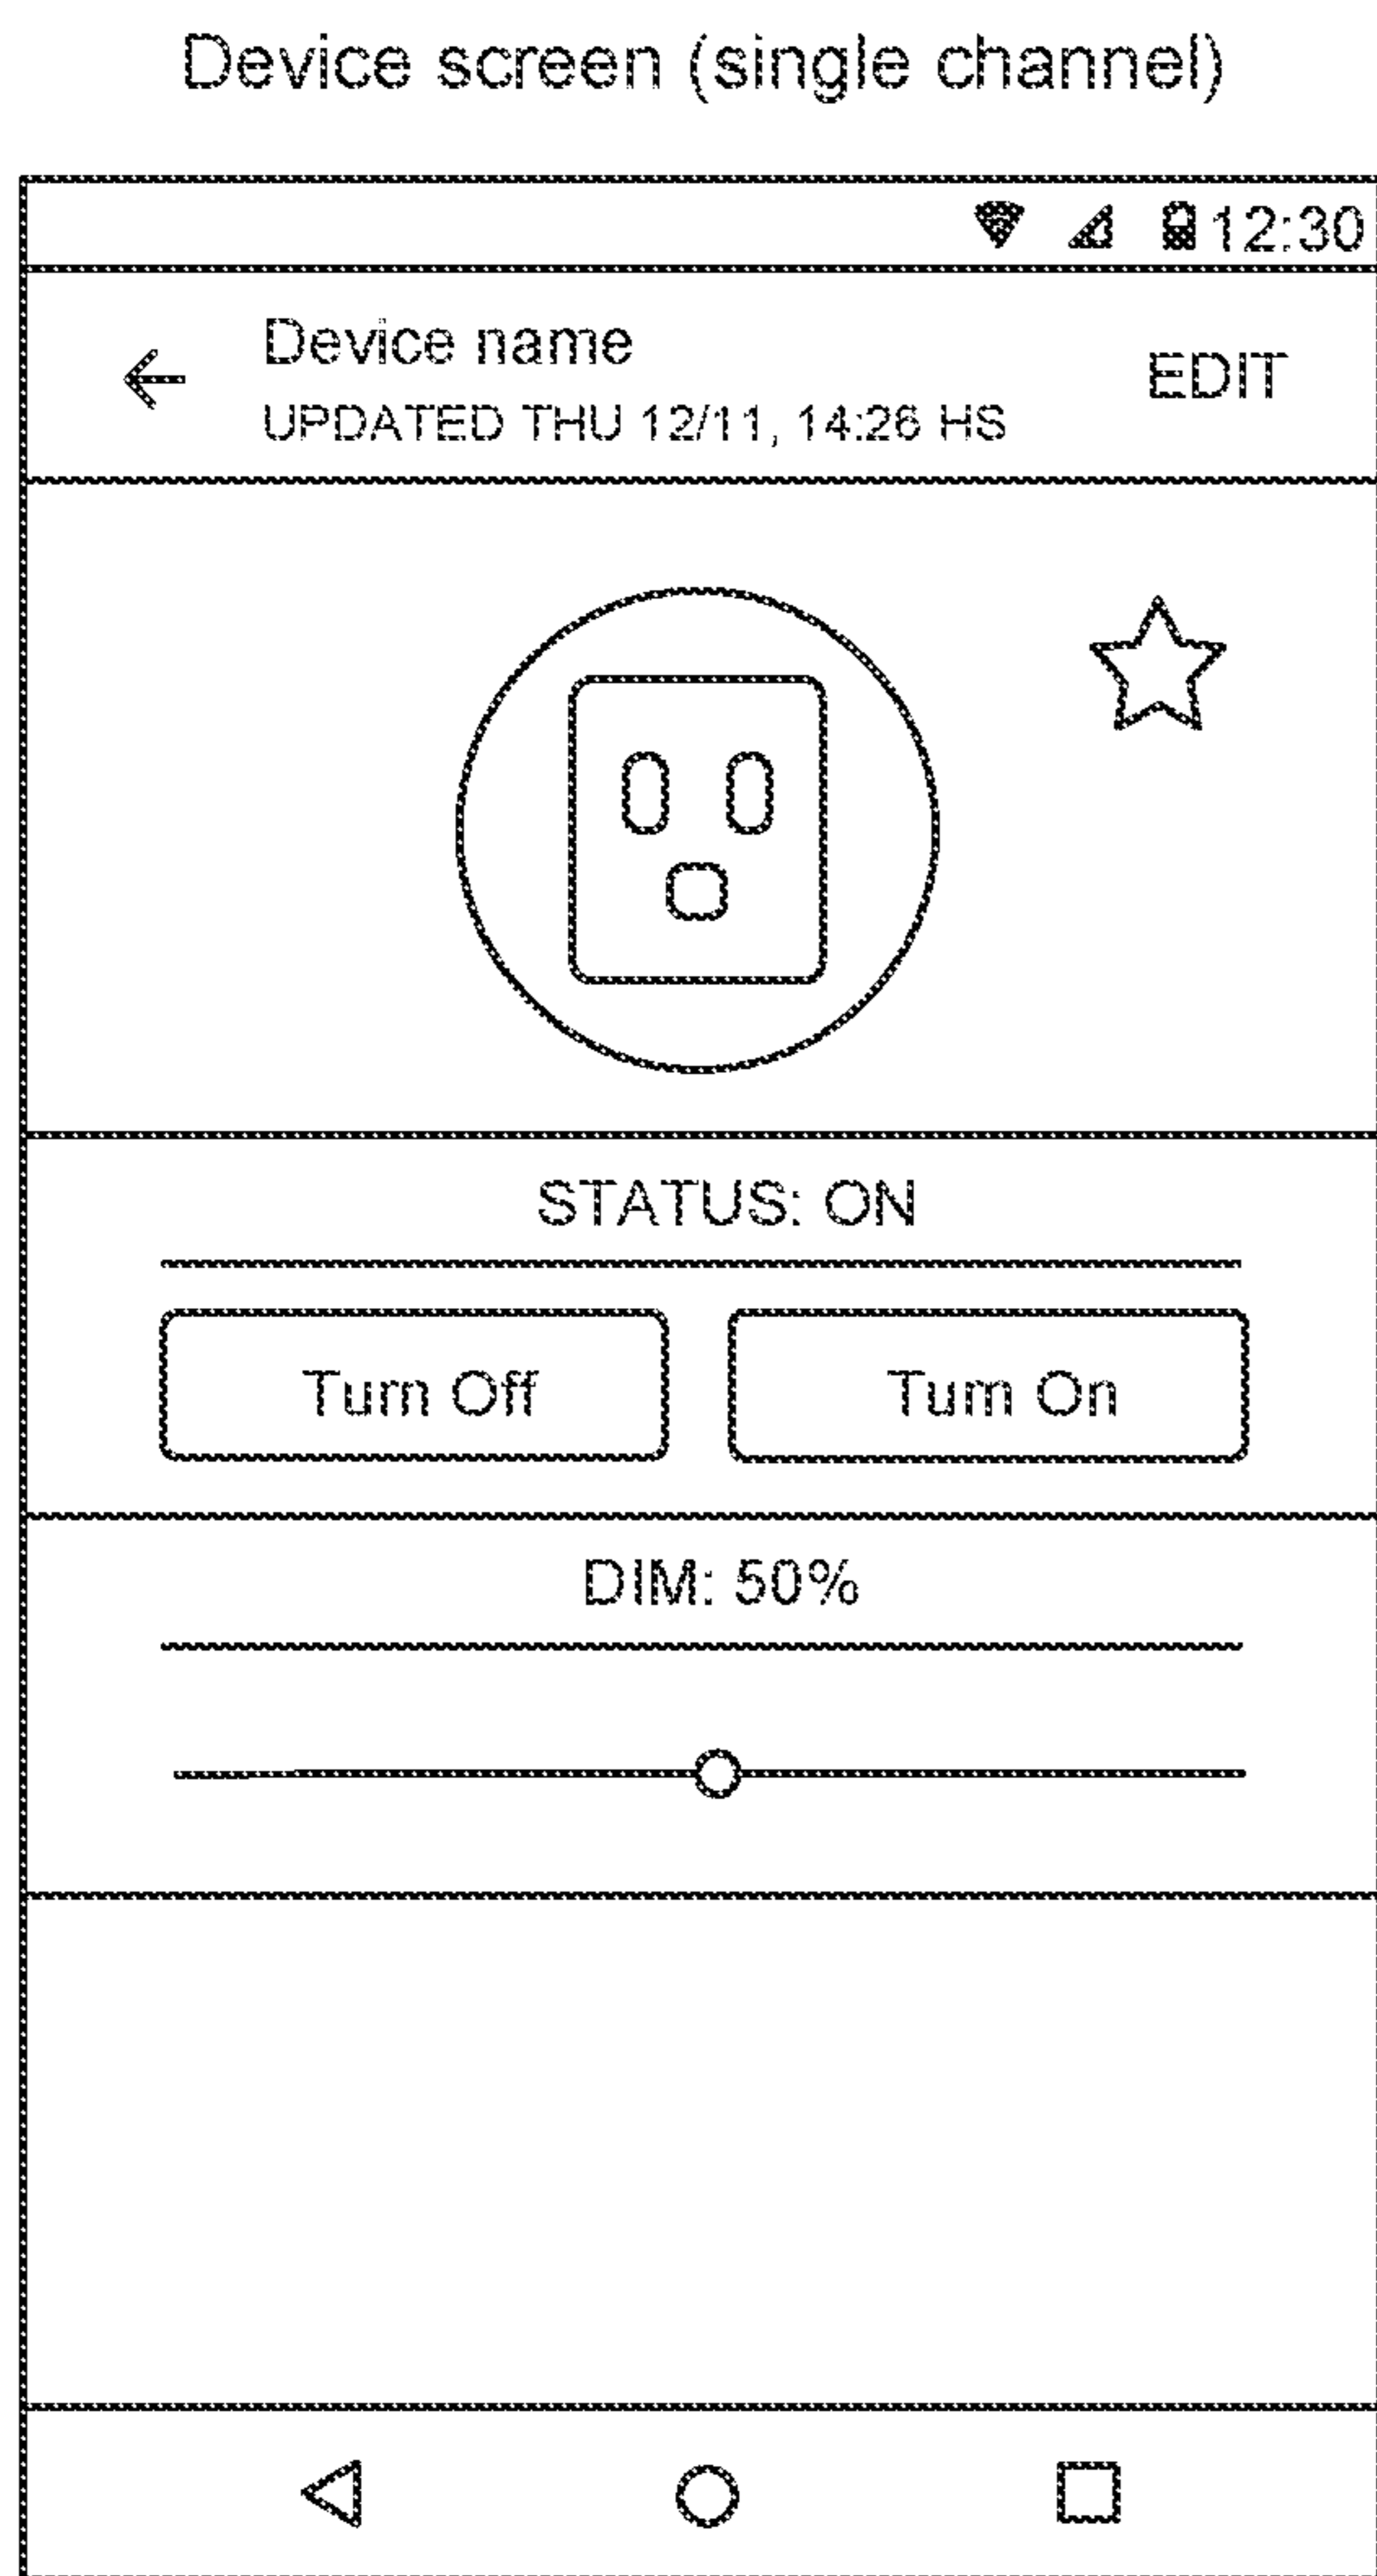 Device screen (single channel)
12:30
Device name
EDIT
UPDATED THU 12/11, 14:26 HS
STATUS: ON
Turn Off
Turn On
DIM: 50%